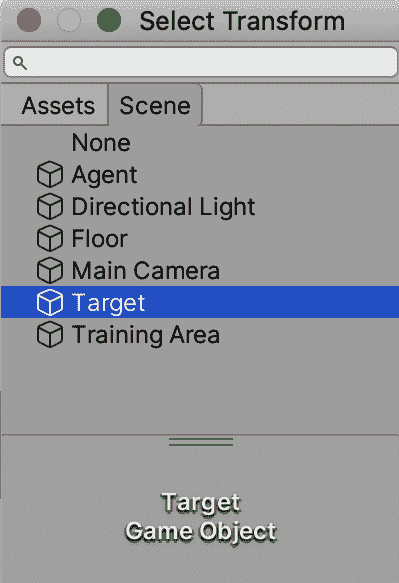 Select Transform
Assets
Scene
None
Agent
Directional Light
Floor
Main Camera
Target
Training Area
Target
Game Object